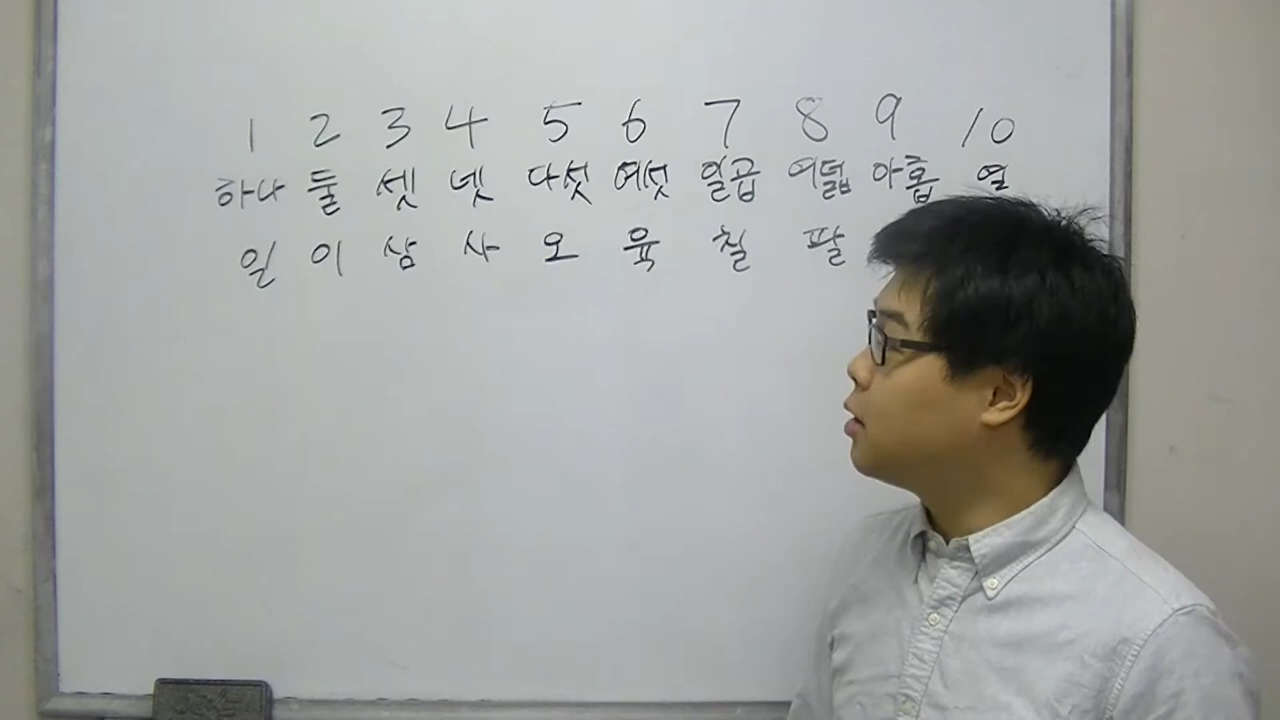 1 2 3 4 5 6 7 8 9 10
하나 둘 셋 넷 다섯 여섯 일곱 여덟 아홉 열
일 이 삼 사 오 육 칠 팔